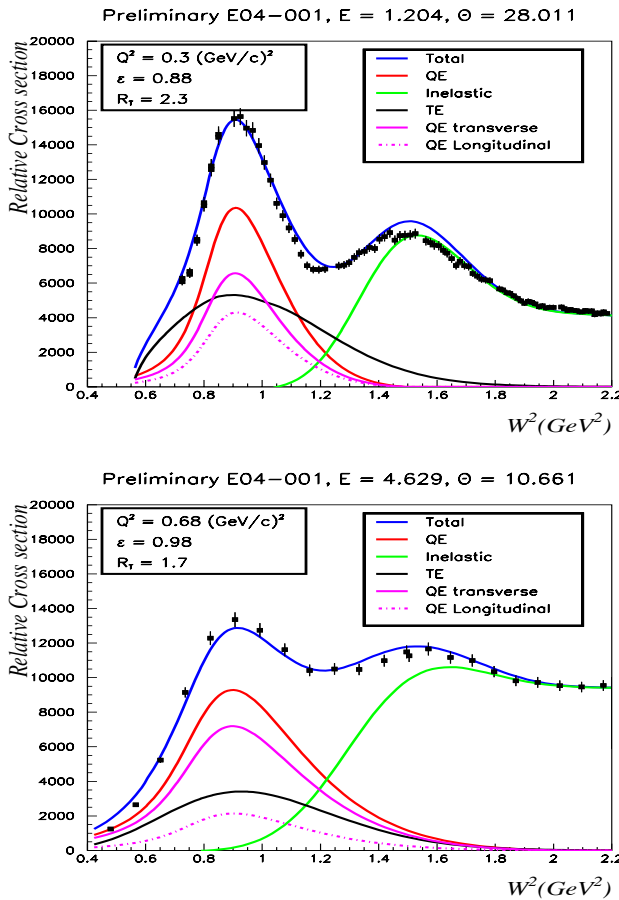 Preliminary E04-001, E = 1.204, Θ = 28.011
Relative Cross section
20000
18000
16000
14000
12000
10000
8000
6000
4000
2000
0
Q² = 0.3 (GeV/c)²
ε = 0.88
R_T = 2.3
Total
QE
Inelastic
TE
QE transverse
QE Longitudinal
0.4 0.6 0.8 1 1.2 1.4 1.6 1.8 2 2.2
W²(GeV²)
Preliminary E04-001, E = 4.629, Θ = 10.661
Relative Cross section
20000
18000
16000
14000
12000
10000
8000
6000
4000
2000
0
Q² = 0.68 (GeV/c)²
ε = 0.98
R_T = 1.7
Total
QE
Inelastic
TE
QE transverse
QE Longitudinal
0.4 0.6 0.8 1 1.2 1.4 1.6 1.8 2 2.2
W²(GeV²)